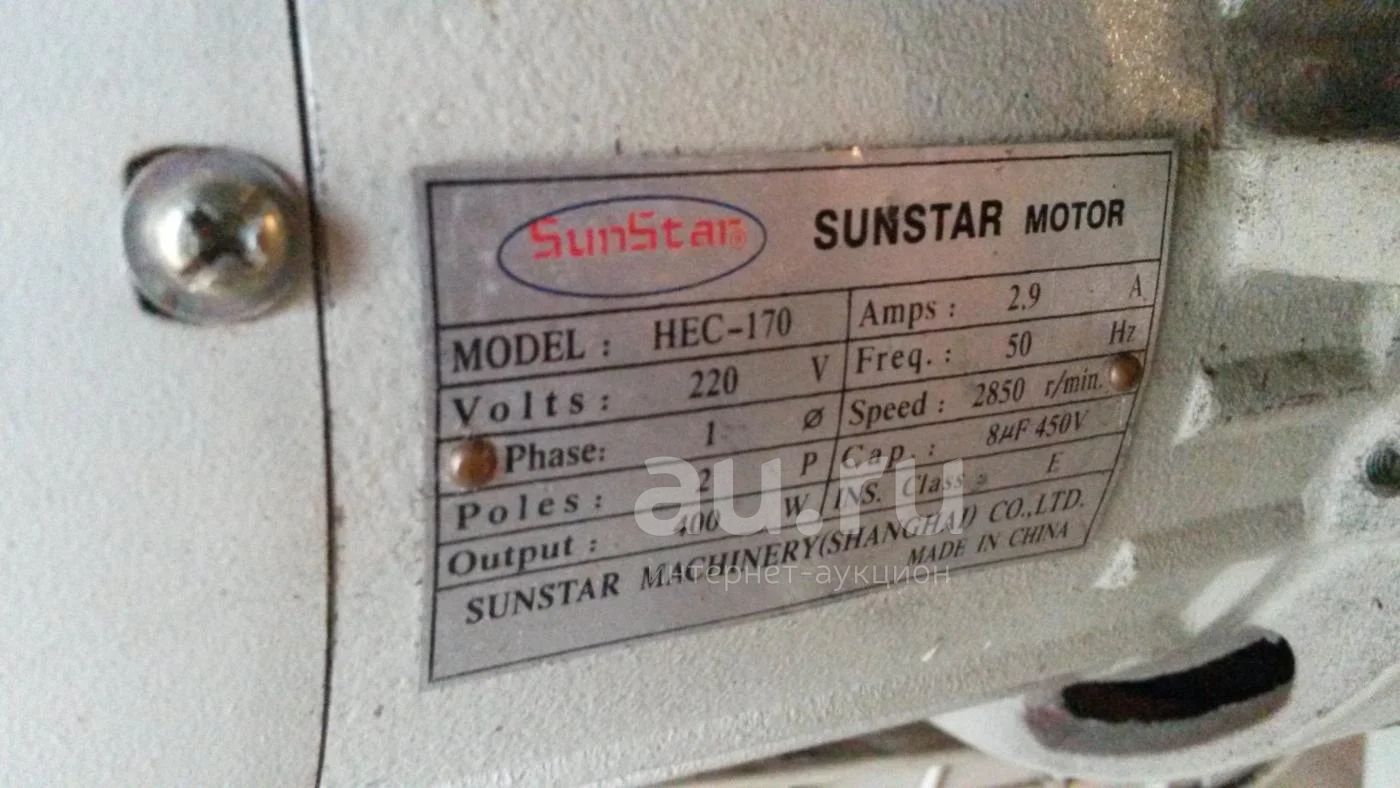 SunStar®
SUNSTAR MOTOR
MODEL : HEC-170
Amps : 2.9 A
Volts : 220 V
Freq. : 50 Hz
Phase: 1 Ø
Speed : 2850 r/min.
Poles : 2 P
Cap. : 8µF 450V
Output : 400 W
INS. Class : E
SUNSTAR MACHINERY(SHANGHAI) CO.,LTD.
MADE IN CHINA
au.ru
интернет-аукцион